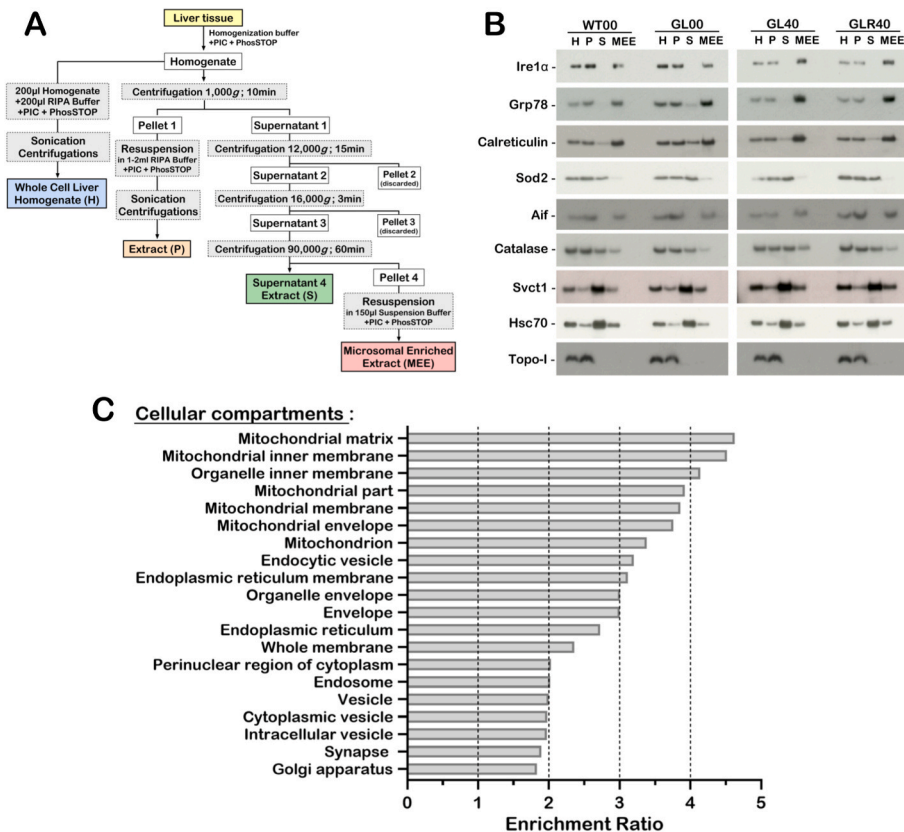 A
Liver tissue
Homogenization buffer
+PIC + PhosSTOP
Homogenate
200µl Homogenate
+200µl RIPA Buffer
+PIC + PhosSTOP
Centrifugation 1,000g; 10min
Pellet 1
Supernatant 1
Resuspension
in 1-2ml RIPA Buffer
+PIC + PhosSTOP
Centrifugation 12,000g; 15min
Sonication
Centrifugations
Supernatant 2
Pellet 2
(discarded)
Whole Cell Liver
Homogenate (H)
Sonication
Centrifugations
Centrifugation 16,000g; 3min
Supernatant 3
Pellet 3
(discarded)
Extract (P)
Centrifugation 90,000g; 60min
Supernatant 4
Extract (S)
Pellet 4
Resuspension
in 150µl Suspension Buffer
+PIC + PhosSTOP
Microsomal Enriched
Extract (MEE)
B
WT00 GL00 GL40 GLR40
H P S MEE H P S MEE H P S MEE H P S MEE
Ire1α -
Grp78 -
Calreticulin -
Sod2 -
Aif -
Catalase -
Svct1 -
Hsc70 -
Topo-I -
C
Cellular compartments :
Mitochondrial matrix
Mitochondrial inner membrane
Organelle inner membrane
Mitochondrial part
Mitochondrial membrane
Mitochondrial envelope
Mitochondrion
Endocytic vesicle
Endoplasmic reticulum membrane
Organelle envelope
Envelope
Endoplasmic reticulum
Whole membrane
Perinuclear region of cytoplasm
Endosome
Vesicle
Cytoplasmic vesicle
Intracellular vesicle
Synapse
Golgi apparatus
0 1 2 3 4 5
Enrichment Ratio